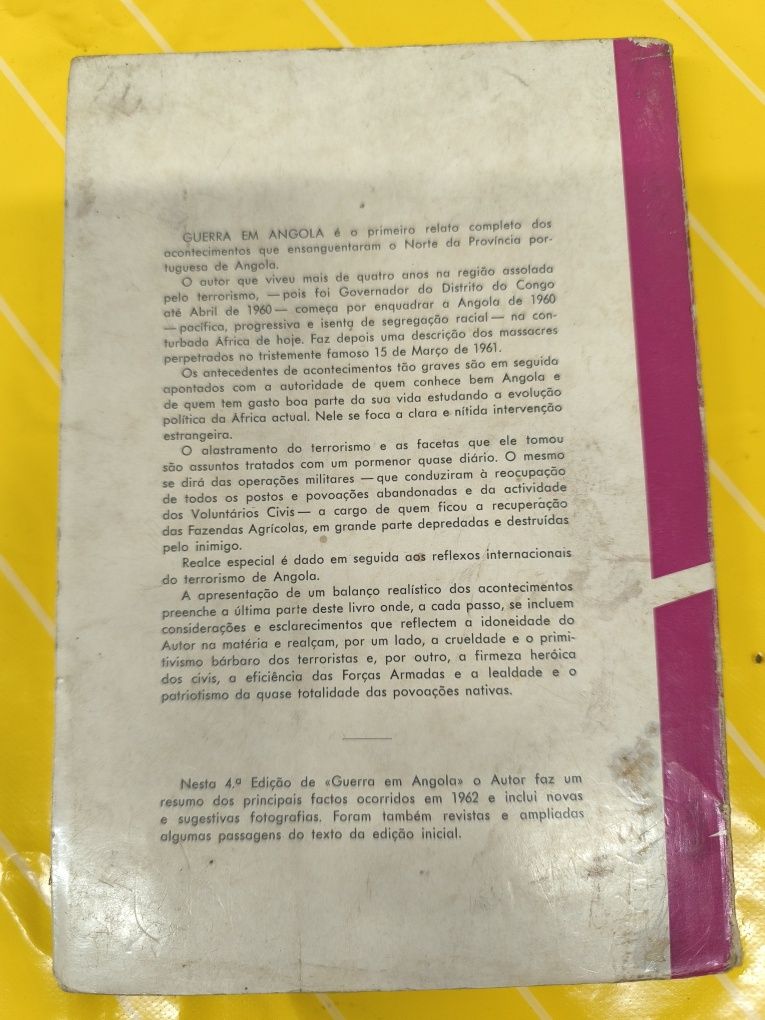 GUERRA EM ANGOLA é o primeiro relato completo dos
acontecimentos que ensanguentaram o Norte da Província por-
tuguesa de Angola.
O autor que viveu mais de quatro anos na região assolada
pelo terrorismo, — pois foi Governador do Distrito do Congo
até Abril de 1960 — começa por enquadrar a Angola de 1960
— pacífica, progressiva e isenta de segregação racial — na con-
turbada África de hoje. Faz depois uma descrição dos massacres
perpetrados no tristemente famoso 15 de Março de 1961.
Os antecedentes de acontecimentos tão graves são em seguida
apontados com a autoridade de quem conhece bem Angola e
de quem tem gasto boa parte da sua vida estudando a evolução
política da África actual. Nele se foca a clara e nítida intervenção
estrangeira.
O alastramento do terrorismo e as facetas que ele tomou
são assuntos tratados com um pormenor quase diário. O mesmo
se dirá das operações militares — que conduziram à reocupação
de todos os postos e povoações abandonadas e da actividade
dos Voluntários Civis — a cargo de quem ficou a recuperação
das Fazendas Agrícolas, em grande parte depredadas e destruídas
pelo inimigo.
Realce especial é dado em seguida aos reflexos internacionais
do terrorismo de Angola.
A apresentação de um balanço realístico dos acontecimentos
preenche a última parte deste livro onde, a cada passo, se incluem
considerações e esclarecimentos que reflectem a idoneidade do
Autor na matéria e realçam, por um lado, a crueldade e o primi-
tivismo bárbaro dos terroristas e, por outro, a firmeza heróica
dos civis, a eficiência das Forças Armadas e a lealdade e o
patriotismo da quase totalidade das povoações nativas.
Nesta 4.ª Edição de «Guerra em Angola» o Autor faz um
resumo dos principais factos ocorridos em 1962 e inclui novas
e sugestivas fotografias. Foram também revistas e ampliadas
algumas passagens do texto da edição inicial.